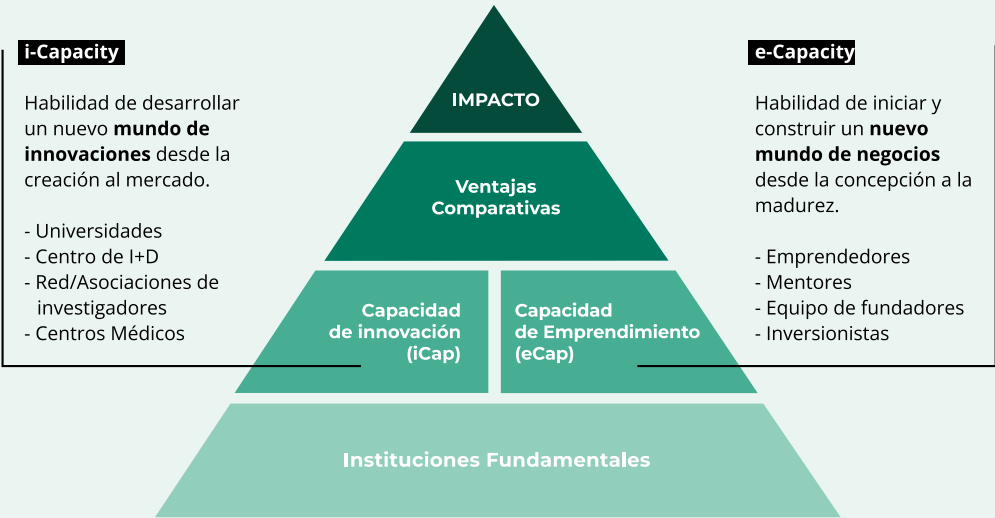 i-Capacity
Habilidad de desarrollar
un nuevo mundo de
innovaciones desde la
creación al mercado.
- Universidades
- Centro de I+D
- Red/Asociaciones de
investigadores
- Centros Médicos
IMPACTO
Ventajas
Comparativas
Capacidad
de innovación
(iCap)
Capacidad
de Emprendimiento
(eCap)
Instituciones Fundamentales
e-Capacity
Habilidad de iniciar y
construir un nuevo
mundo de negocios
desde la concepción a la
madurez.
- Emprendedores
- Mentores
- Equipo de fundadores
- Inversionistas